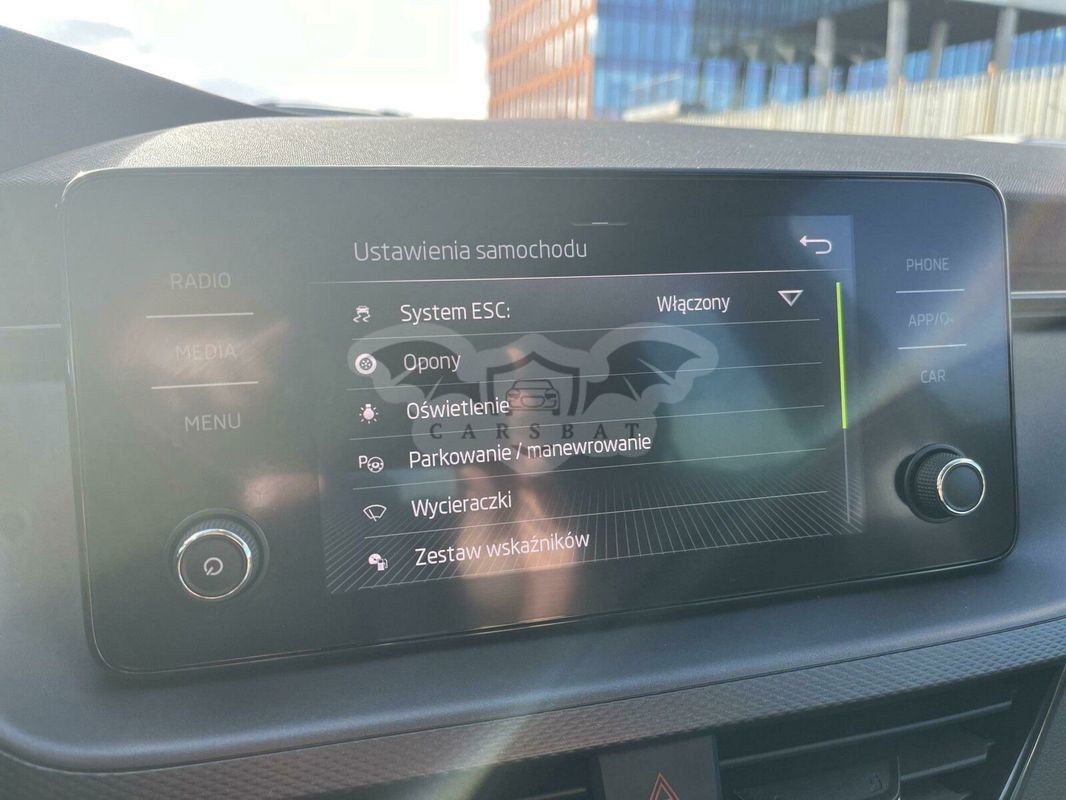 Ustawienia samochodu
RADIO
MEDIA
MENU
System ESC: Włączony
Opony
Oświetlenie
CARSBAT
Parkowanie / manewrowanie
Wycieraczki
Zestaw wskaźników
PHONE
APP/
CAR